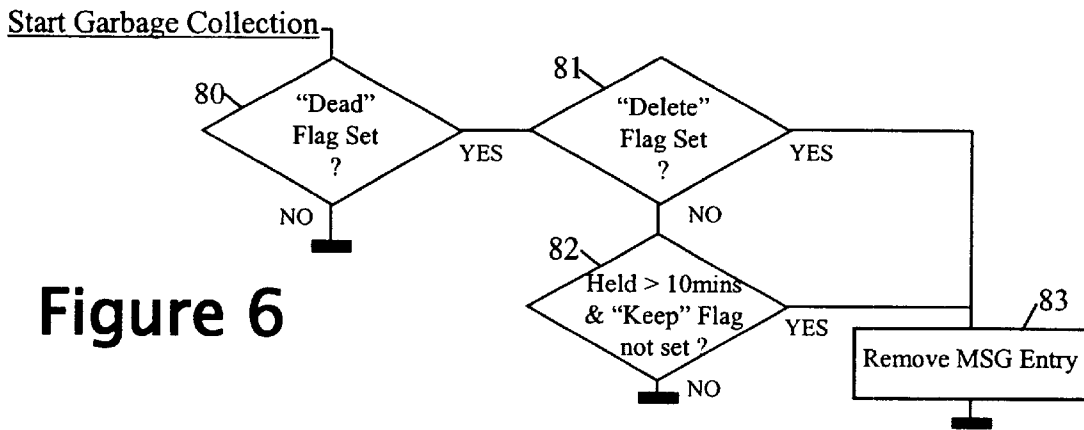 Start Garbage Collection
80
"Dead"
Flag Set
?
YES
NO
81
"Delete"
Flag Set
?
YES
NO
82
Held > 10mins
& "Keep" Flag
not set ?
YES
NO
83
Remove MSG Entry
Figure 6